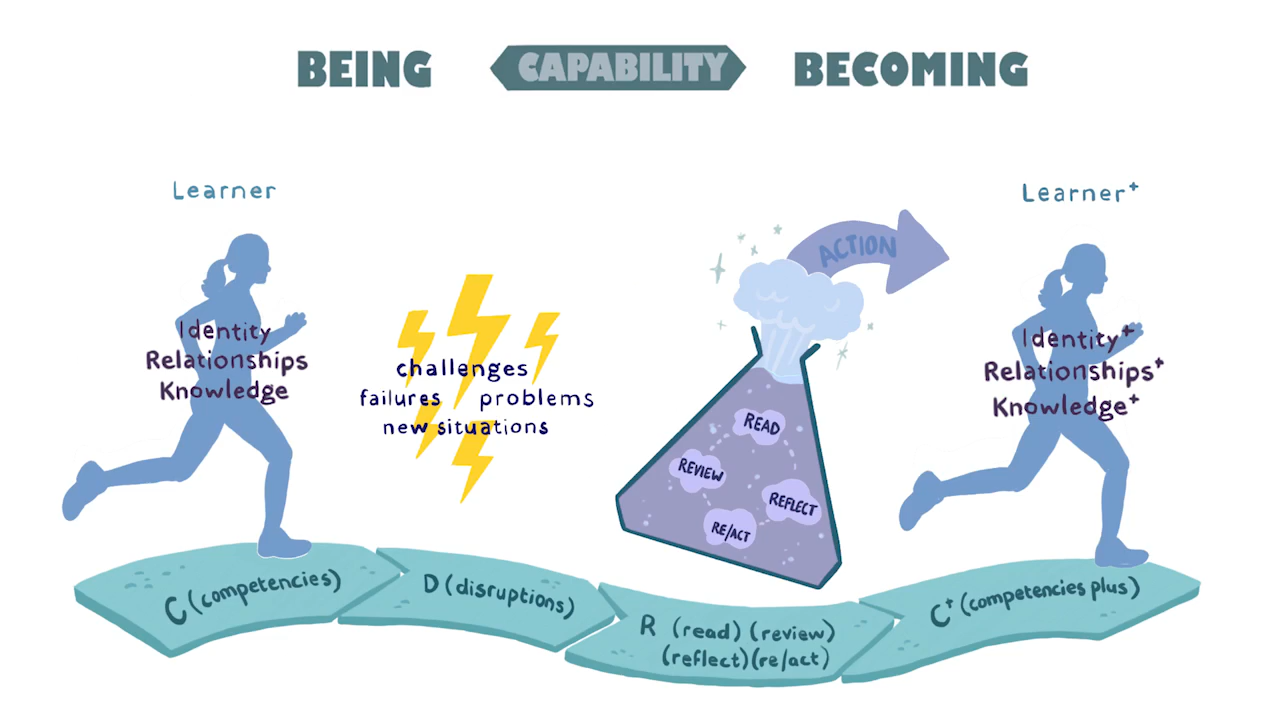 BEING CAPABILITY BECOMING
Learner
Identity
Relationships
Knowledge
challenges
failures problems
new situations
ACTION
READ
REVIEW
REFLECT
RE/ACT
Learner⁺
Identity⁺
Relationships⁺
Knowledge⁺
C (competencies)
D (disruptions)
R (read) (review)
(reflect)(re/act)
C⁺ (competencies plus)